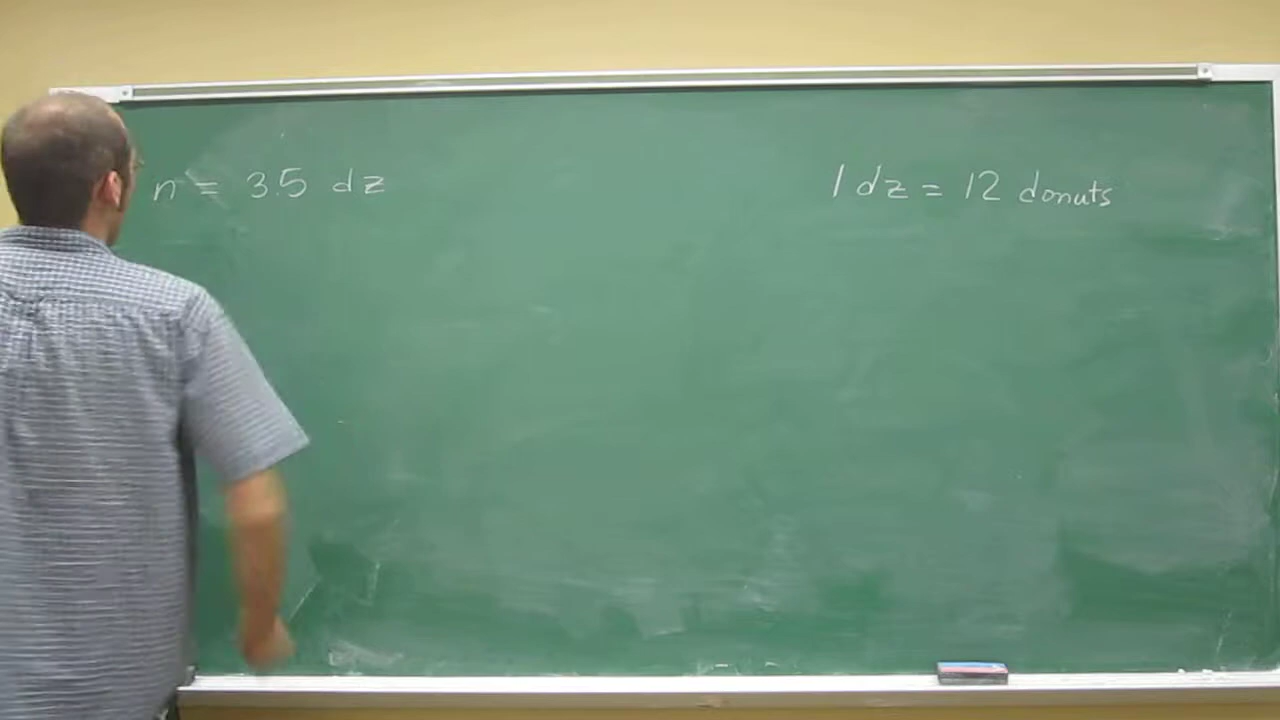 n = 3.5 dz
1 dz = 12 donuts